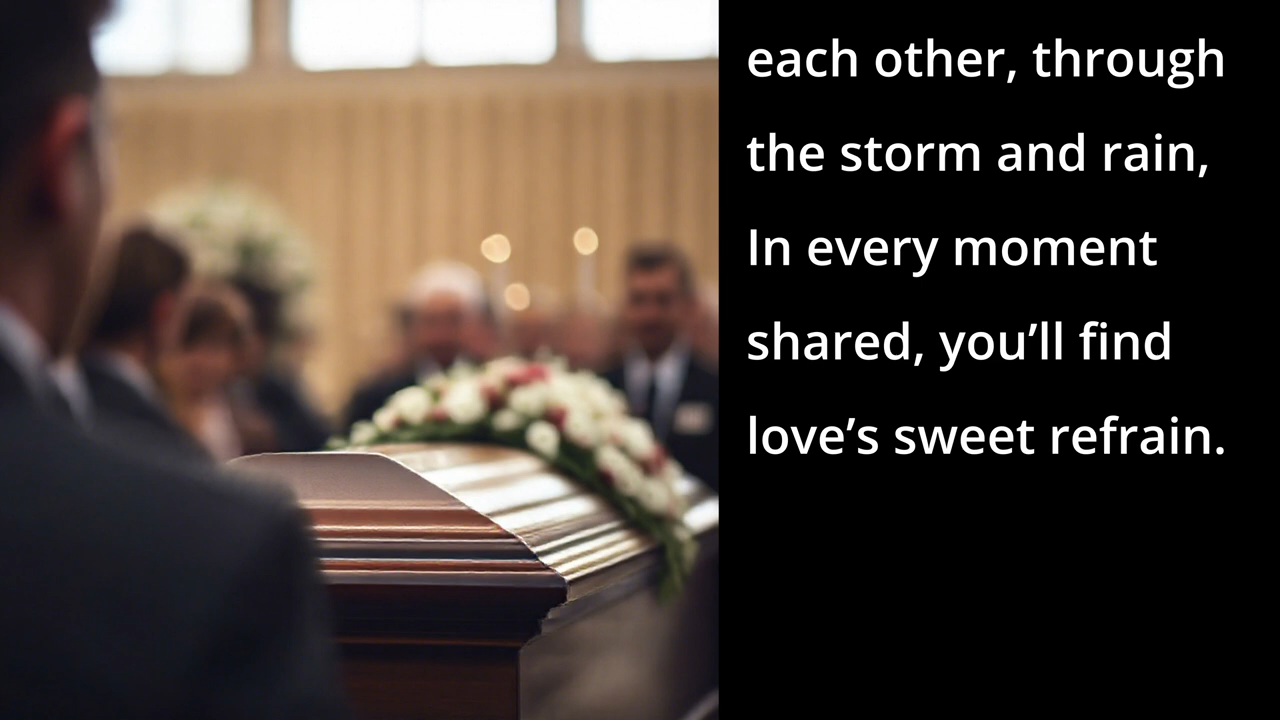 each other, through
the storm and rain,
In every moment
shared, you’ll find
love’s sweet refrain.